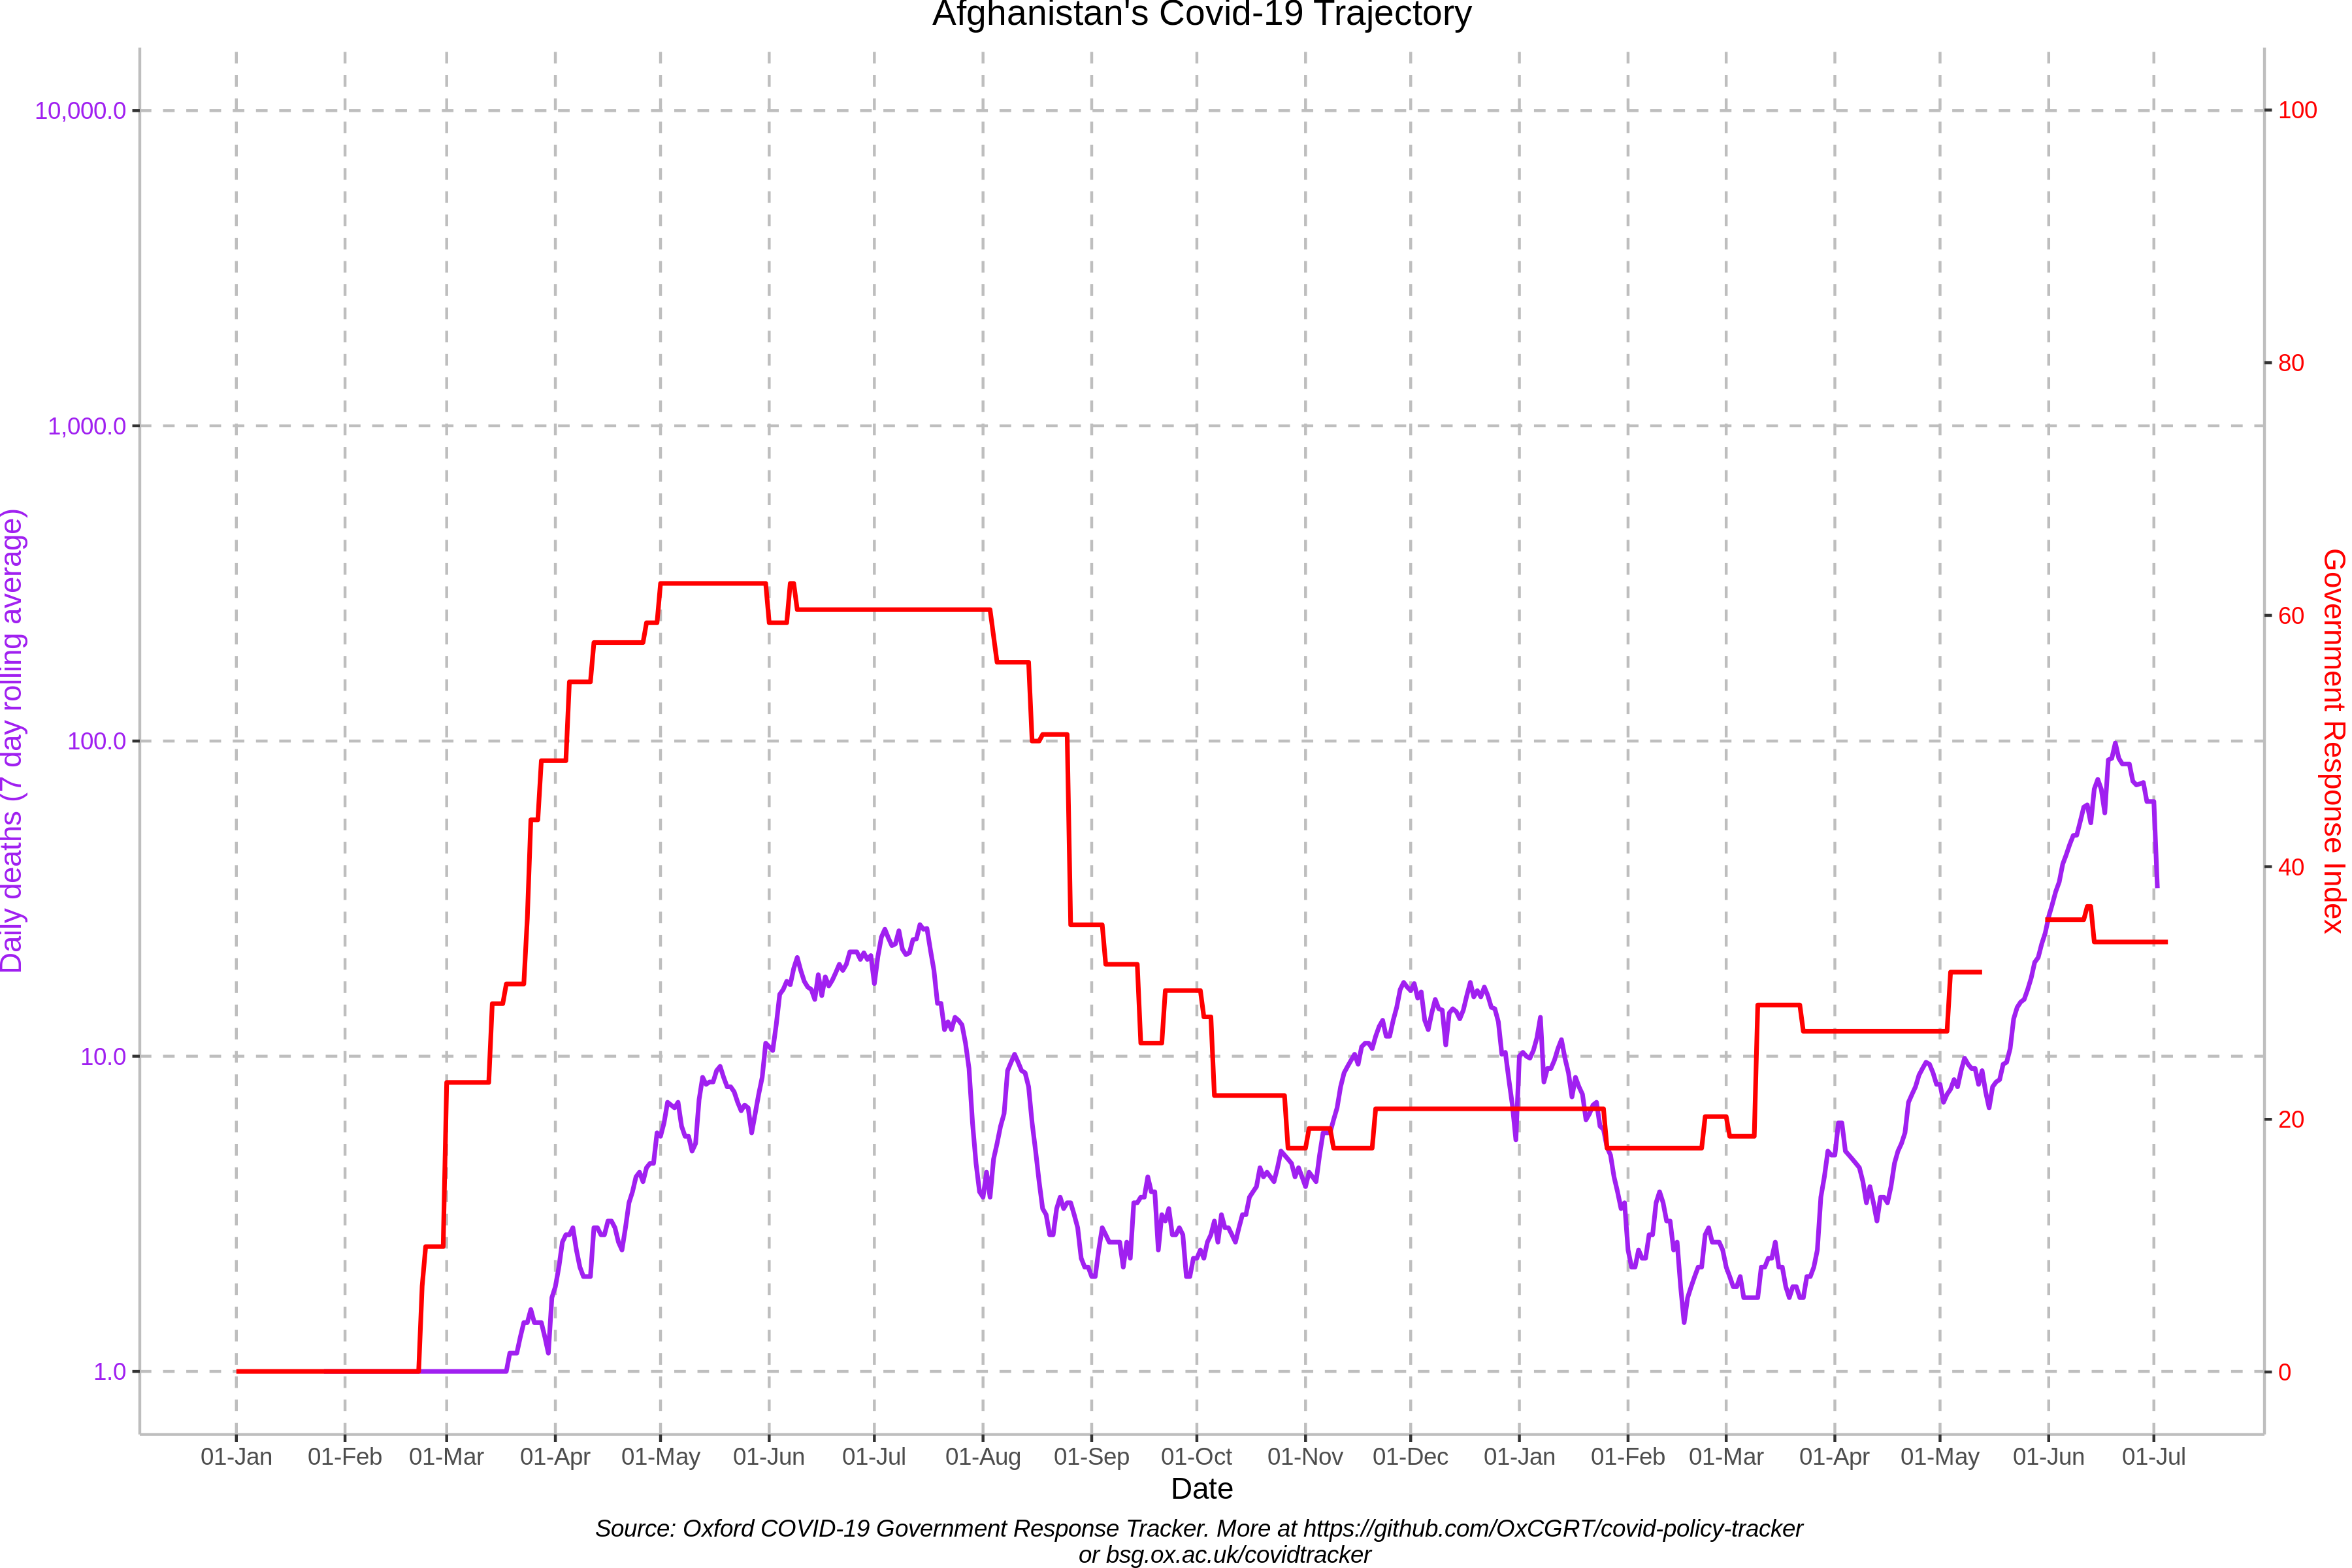 Afghanistan's Covid-19 Trajectory
10,000.0
1,000.0
100.0
10.0
1.0
Daily deaths (7 day rolling average)
100
80
60
40
20
0
Government Response Index
01-Jan 01-Feb 01-Mar 01-Apr 01-May 01-Jun 01-Jul 01-Aug 01-Sep 01-Oct 01-Nov 01-Dec 01-Jan 01-Feb 01-Mar 01-Apr 01-May 01-Jun 01-Jul
Date
Source: Oxford COVID-19 Government Response Tracker. More at https://github.com/OxCGRT/covid-policy-tracker
or bsg.ox.ac.uk/covidtracker